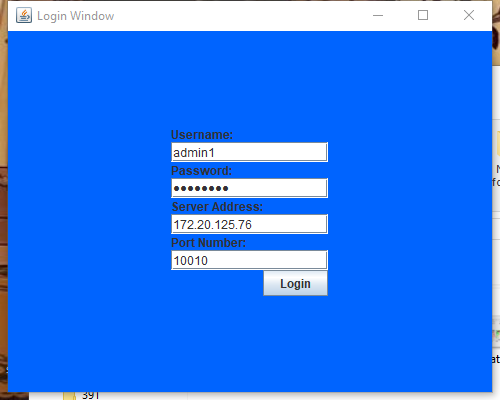 Login Window
Username:
admin1
Password:
Server Address:
172.20.125.76
Port Number:
10010
Login
391